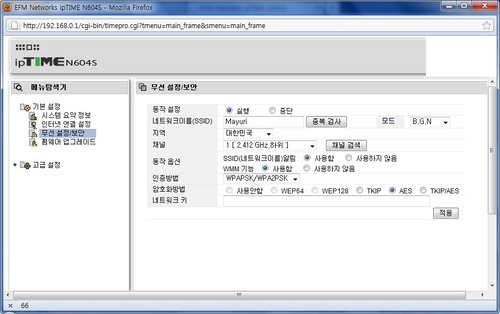 EFM Networks ipTIME N604S - Mozilla Firefox
http://192.168.0.1/cgi-bin/timepro.cgi?tmenu=main_frame&smenu=main_frame
ipTIME N604S
메뉴탐색기
기본 설정
시스템 요약 정보
인터넷 연결 설정
무선 설정/보안
펌웨어 업그레이드
고급 설정
무선 설정/보안
동작 설정 실행 중단
네트워크이름(SSID) Mayuri 중복 검사 모드 B,G,N
지역 대한민국
채널 1 [ 2,412 GHz,하위 ] 채널 검색
동작 옵션 SSID(네트워크이름)알림 사용함 사용하지 않음
WMM 기능 사용함 사용하지 않음
인증방법 WPAPSK/WPA2PSK
암호화방법 사용안함 WEP64 WEP128 TKIP AES TKIP/AES
네트워크 키
적용
× 66